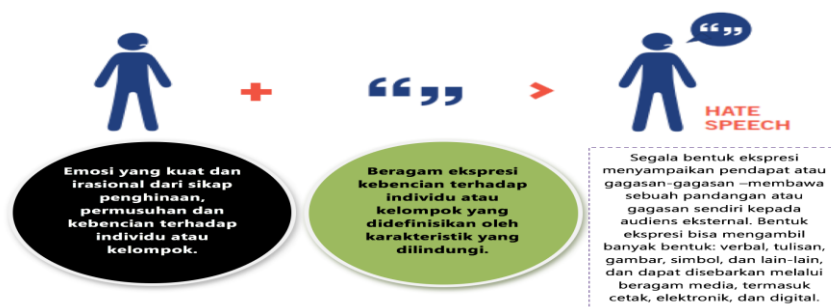 HATE
SPEECH
Emosi yang kuat dan
irasional dari sikap
penghinaan,
permusuhan dan
kebencian terhadap
individu atau
kelompok.
Beragam ekspresi
kebencian terhadap
individu atau
kelompok yang
didefinisikan oleh
karakteristik yang
dilindungi.
Segala bentuk ekspresi
menyampaikan pendapat atau
gagasan-gagasan –membawa
sebuah pandangan atau
gagasan sendiri kepada
audiens eksternal. Bentuk
ekspresi bisa mengambil
banyak bentuk: verbal, tulisan,
gambar, simbol, dan lain-lain,
dan dapat disebarkan melalui
beragam media, termasuk
cetak, elektronik, dan digital.